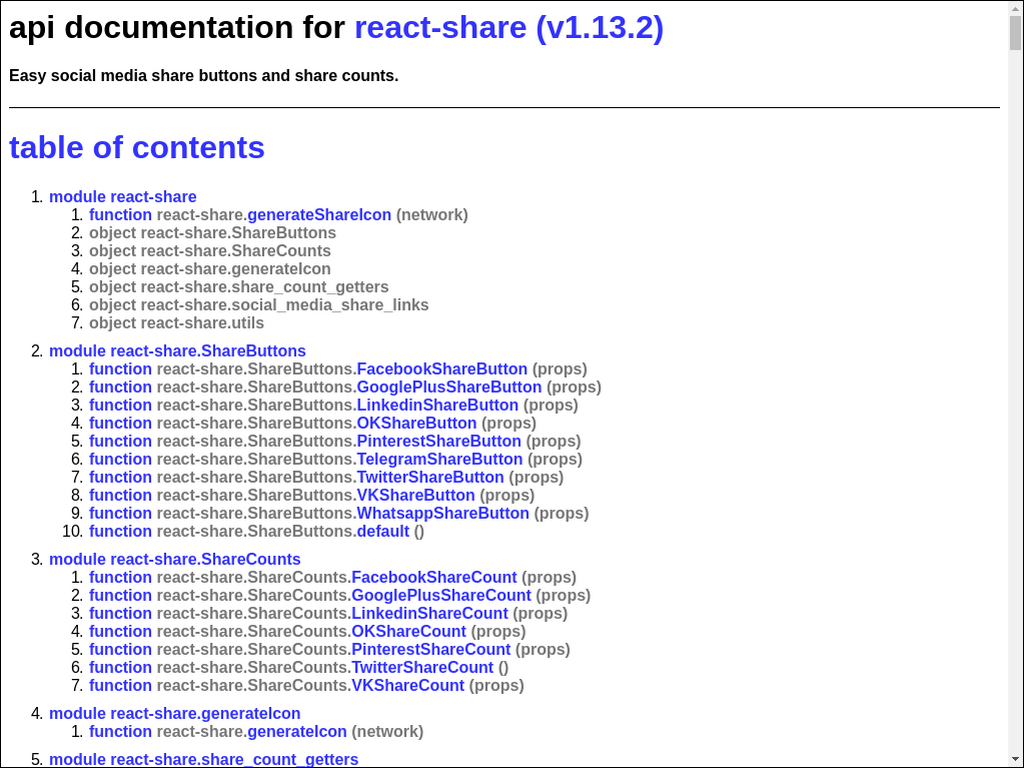 api documentation for react-share (v1.13.2)
Easy social media share buttons and share counts.
table of contents
1. module react-share
1. function react-share.generateShareIcon (network)
2. object react-share.ShareButtons
3. object react-share.ShareCounts
4. object react-share.generateIcon
5. object react-share.share_count_getters
6. object react-share.social_media_share_links
7. object react-share.utils
2. module react-share.ShareButtons
1. function react-share.ShareButtons.FacebookShareButton (props)
2. function react-share.ShareButtons.GooglePlusShareButton (props)
3. function react-share.ShareButtons.LinkedinShareButton (props)
4. function react-share.ShareButtons.OKShareButton (props)
5. function react-share.ShareButtons.PinterestShareButton (props)
6. function react-share.ShareButtons.TelegramShareButton (props)
7. function react-share.ShareButtons.TwitterShareButton (props)
8. function react-share.ShareButtons.VKShareButton (props)
9. function react-share.ShareButtons.WhatsappShareButton (props)
10. function react-share.ShareButtons.default ()
3. module react-share.ShareCounts
1. function react-share.ShareCounts.FacebookShareCount (props)
2. function react-share.ShareCounts.GooglePlusShareCount (props)
3. function react-share.ShareCounts.LinkedinShareCount (props)
4. function react-share.ShareCounts.OKShareCount (props)
5. function react-share.ShareCounts.PinterestShareCount (props)
6. function react-share.ShareCounts.TwitterShareCount ()
7. function react-share.ShareCounts.VKShareCount (props)
4. module react-share.generateIcon
1. function react-share.generateIcon (network)
5. module react-share.share_count_getters